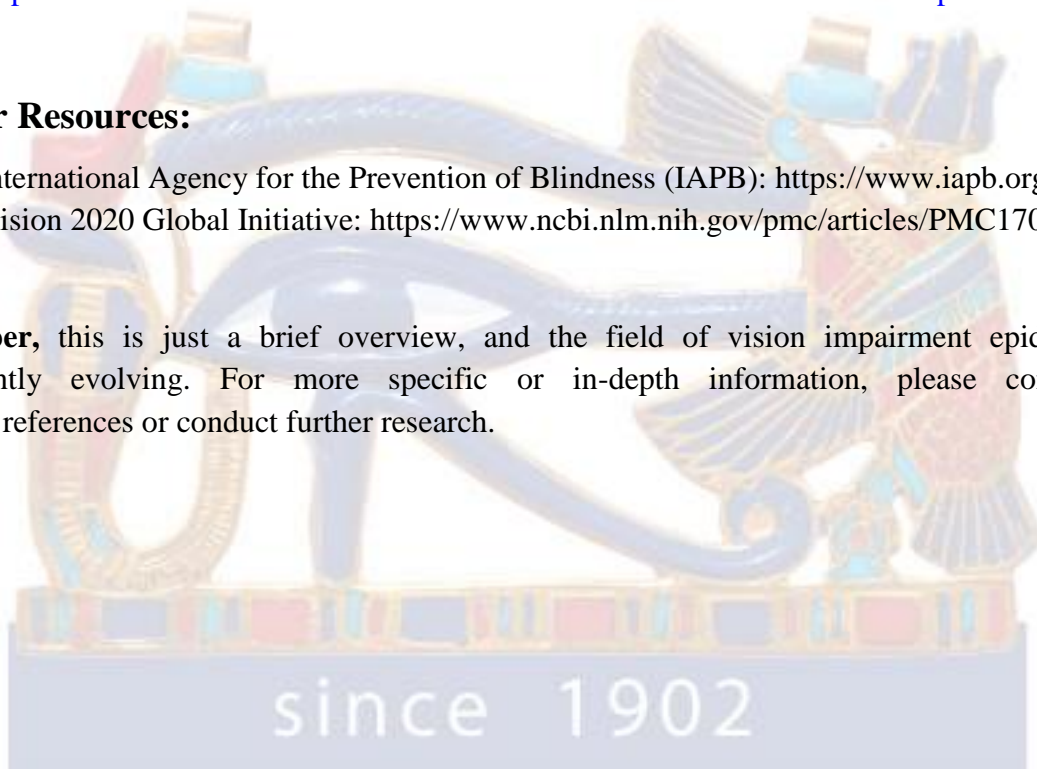 r Resources:
nternational Agency for the Prevention of Blindness (IAPB): https://www.iapb.org
ision 2020 Global Initiative: https://www.ncbi.nlm.nih.gov/pmc/articles/PMC170
ber, this is just a brief overview, and the field of vision impairment epid
ntly evolving. For more specific or in-depth information, please co
references or conduct further research.
since 1902